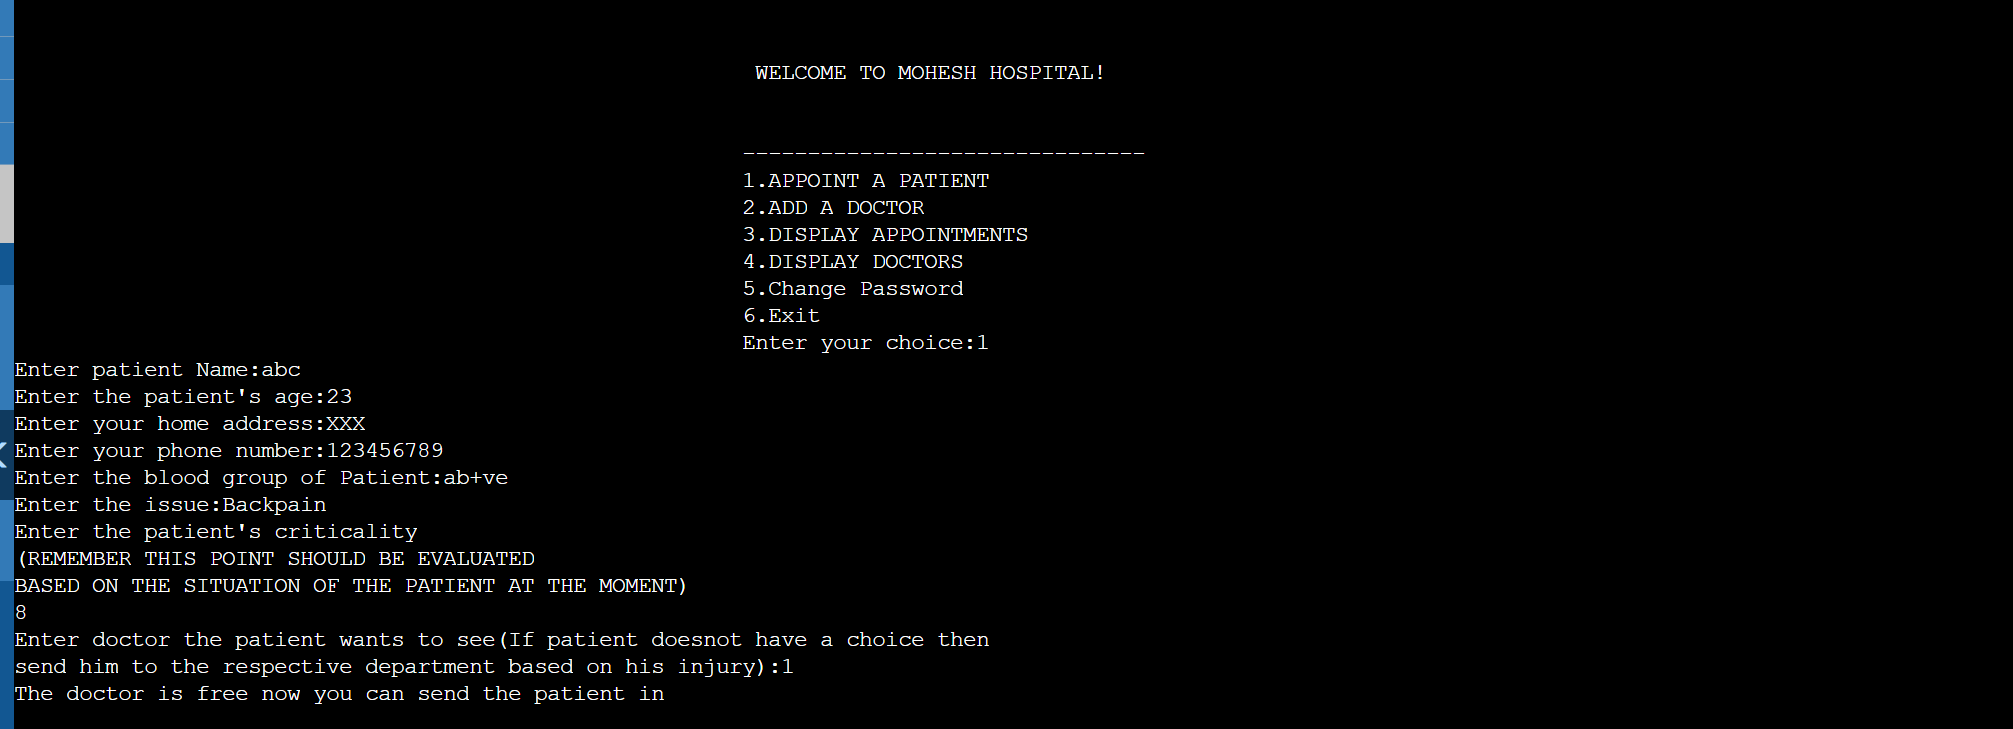 WELCOME TO MOHESH HOSPITAL!
-------------------------------
1.APPOINT A PATIENT
2.ADD A DOCTOR
3.DISPLAY APPOINTMENTS
4.DISPLAY DOCTORS
5.Change Password
6.Exit
Enter your choice:1
Enter patient Name:abc
Enter the patient's age:23
Enter your home address:XXX
Enter your phone number:123456789
Enter the blood group of Patient:ab+ve
Enter the issue:Backpain
Enter the patient's criticality
(REMEMBER THIS POINT SHOULD BE EVALUATED
BASED ON THE SITUATION OF THE PATIENT AT THE MOMENT)
8
Enter doctor the patient wants to see(If patient doesnot have a choice then
send him to the respective department based on his injury):1
The doctor is free now you can send the patient in